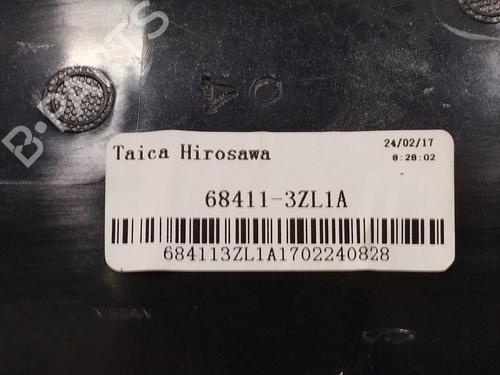 B-PARTS
Taica Hirosawa
24/02/17
8:28:02
68411-3ZL1A
684113ZL1A1702240828
NISSAN